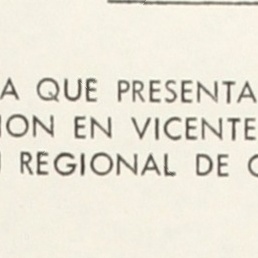 A QUE PRESENTA
ION EN VICENTE
REGIONAL DE